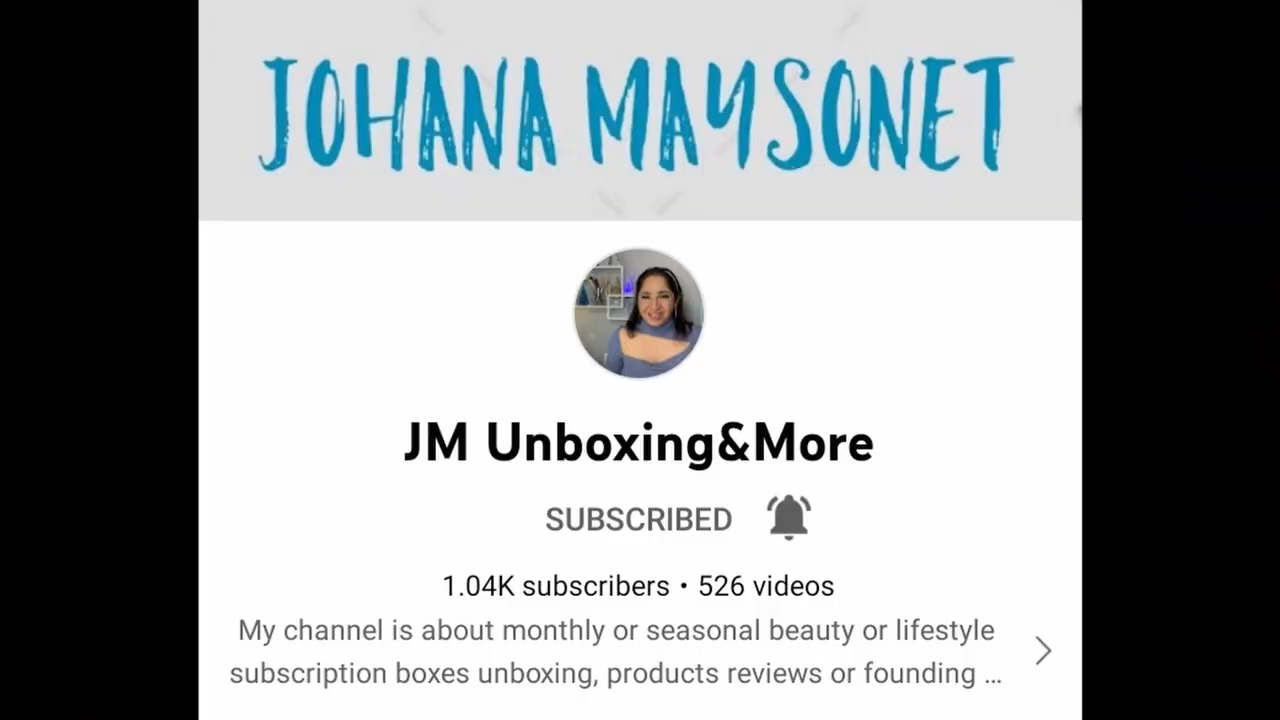 JOHANA MAYSONET
JM Unboxing&More
SUBSCRIBED
1.04K subscribers • 526 videos
My channel is about monthly or seasonal beauty or lifestyle
subscription boxes unboxing, products reviews or founding ...